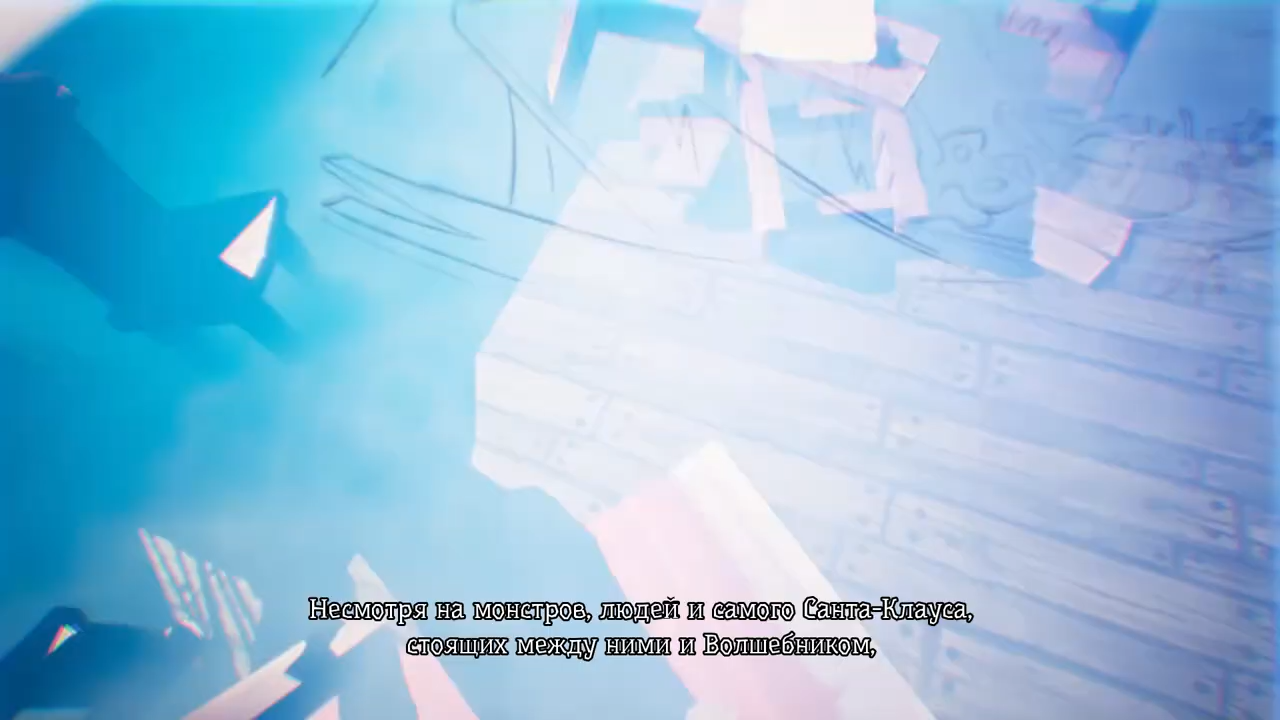 Несмотря на монстров, людей и самого Санта-Клауса,
стоящих между ними и Волшебником,